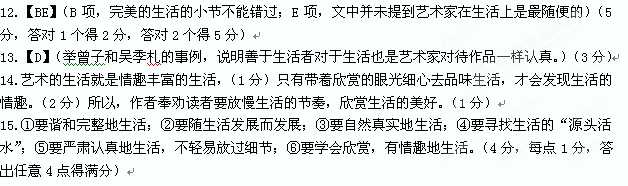 12.【BE】(B 项，完美的生活的小节不能错过；E 项，文中并未提到艺术家在生活上是最随便的)(5
分，答对 1 个得 2 分，答对 2 个得 5 分)
13.【D】(举曾子和吴季札的事例，说明善于生活者对于生活也是艺术家对待作品一样认真。)(3 分)
14.艺术的生活就是情趣丰富的生活，(1 分)只有带着欣赏的眼光细心去品味生活，才会发现生活的
情趣。(2 分)所以，作者奉劝读者要放慢生活的节奏，欣赏生活的美好。(1 分)
15.①要谐和完整地生活；②要随生活发展而发展；③要自然真实地生活；④要寻找生活的“源头活
水”；⑤要严肃认真地生活，不轻易放过细节；⑥要学会欣赏，有情趣地生活。(4 分，每点 1 分，答
出任意 4 点得满分)